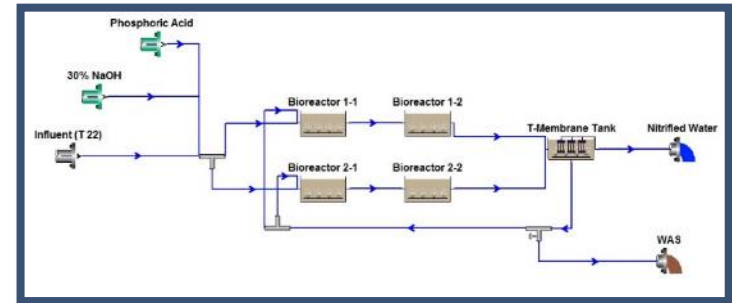 Phosphoric Acid
30% NaOH
Influent (T 22)
Bioreactor 1-1
Bioreactor 1-2
T-Membrane Tank
Nitrified Water
Bioreactor 2-1
Bioreactor 2-2
WAS